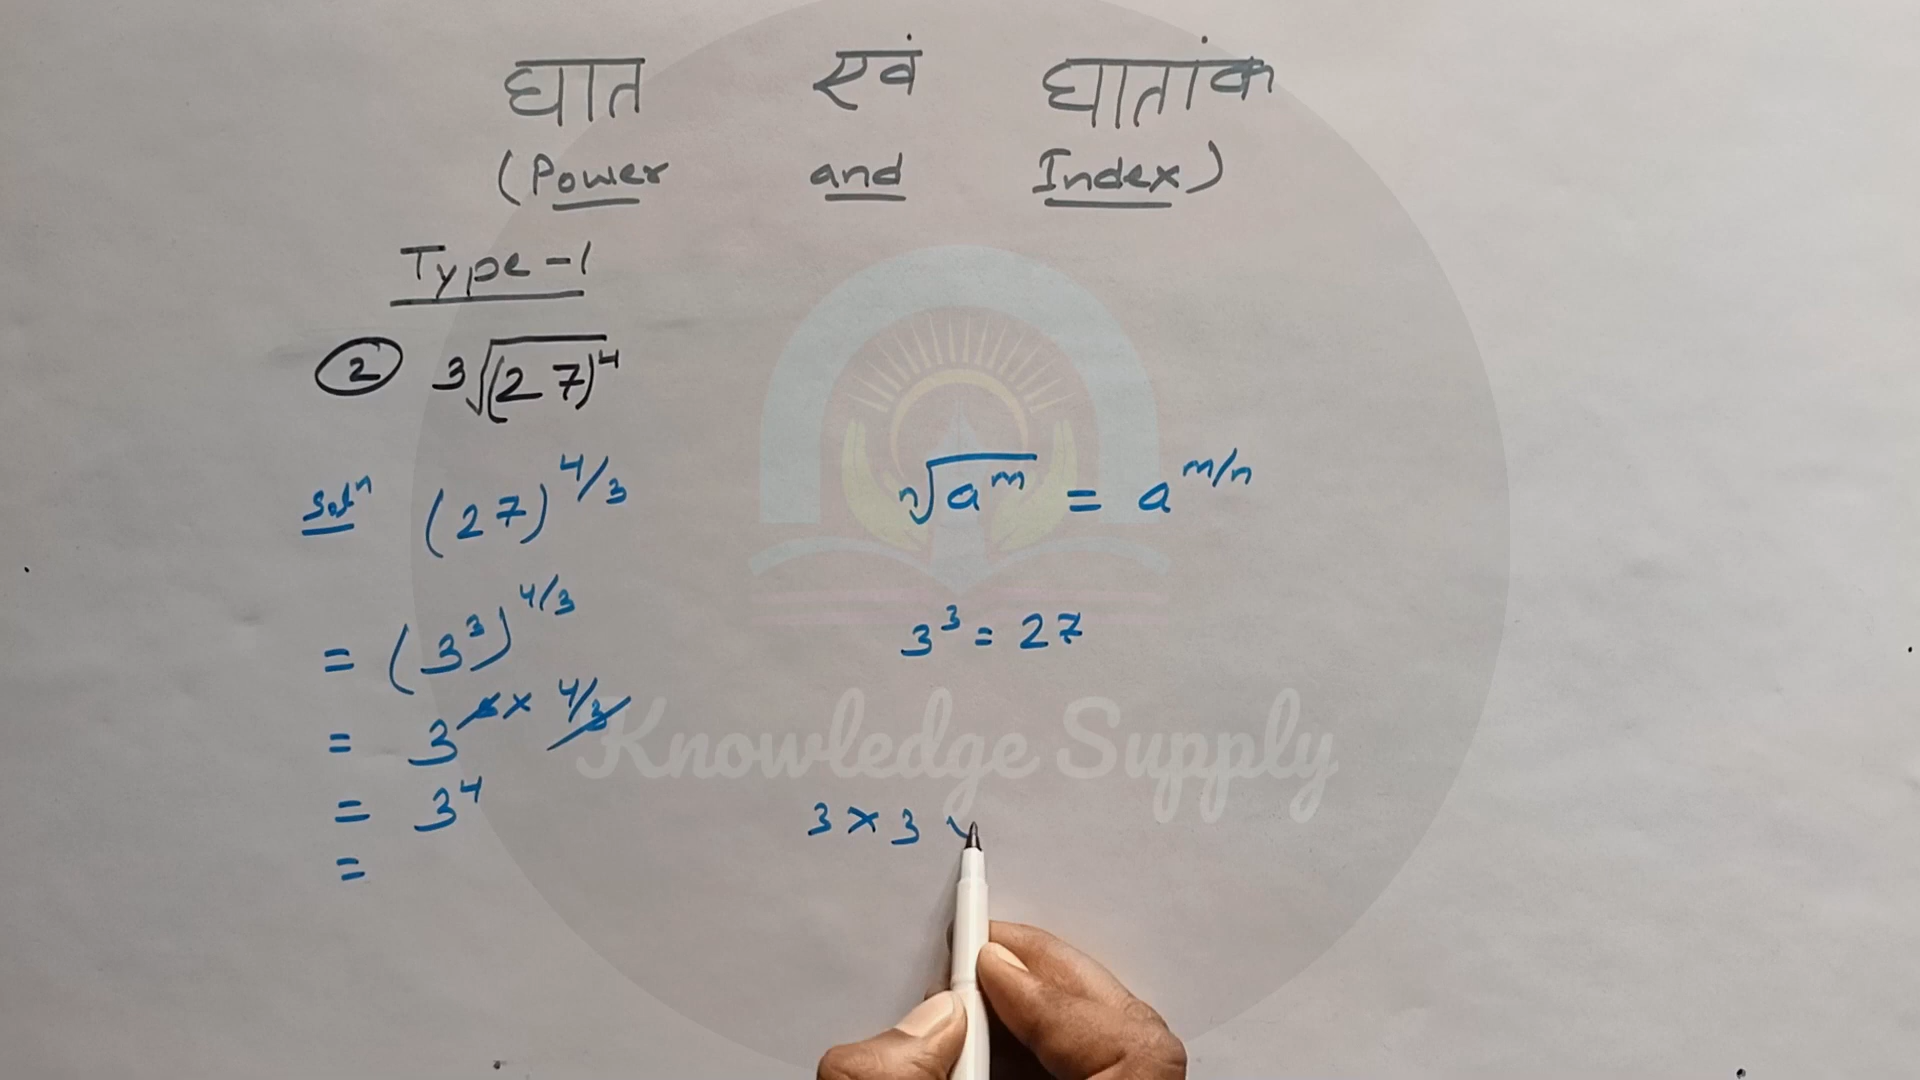 घात एवं घातांक
(Power and Index)
Type-1
② ³√(27)⁴
Solⁿ (27)^4/3
ⁿ√a^m = a^m/n
= (3³)^4/3
3³ = 27
= 3^3× 4/3
Knowledge Supply
= 3⁴
3 × 3
=